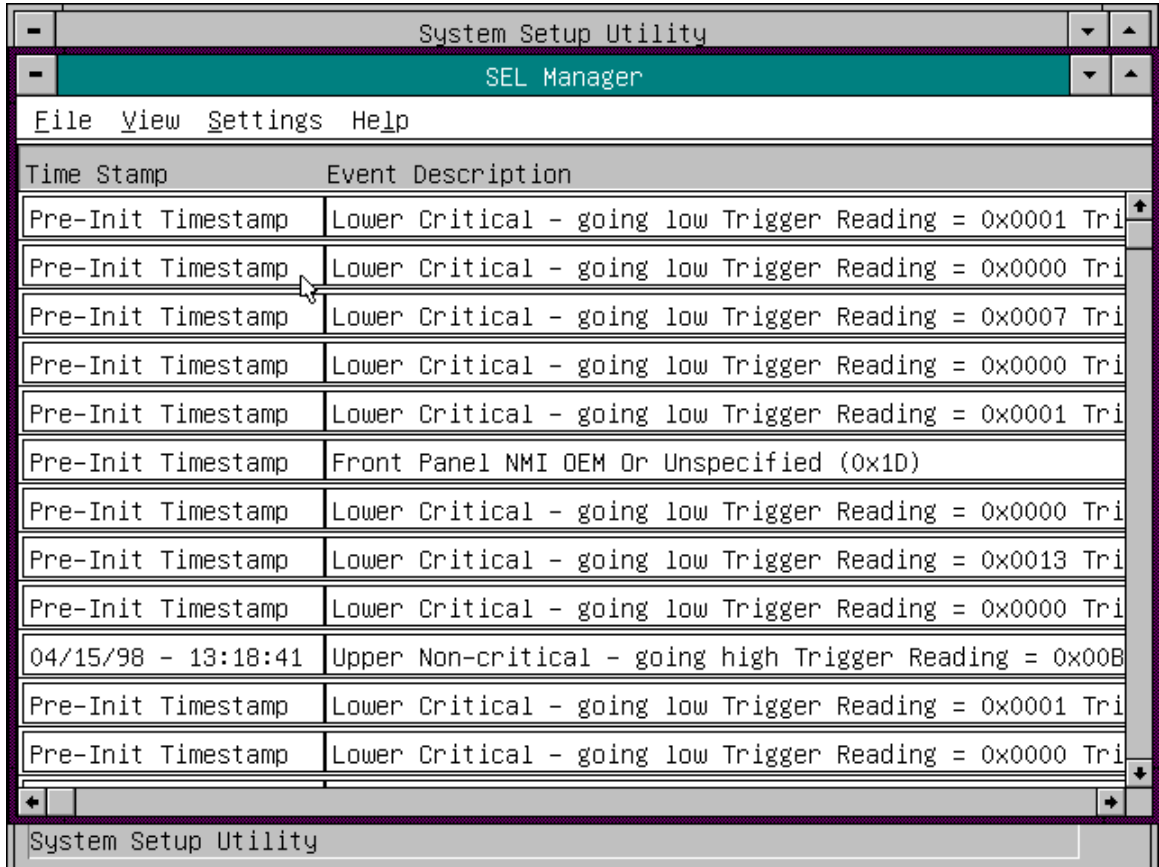 System Setup Utility
SEL Manager
File View Settings Help
Time Stamp Event Description
Pre-Init Timestamp Lower Critical - going low Trigger Reading = 0x0001 Tri
Pre-Init Timestamp Lower Critical - going low Trigger Reading = 0x0000 Tri
Pre-Init Timestamp Lower Critical - going low Trigger Reading = 0x0007 Tri
Pre-Init Timestamp Lower Critical - going low Trigger Reading = 0x0000 Tri
Pre-Init Timestamp Lower Critical - going low Trigger Reading = 0x0001 Tri
Pre-Init Timestamp Front Panel NMI OEM Or Unspecified (0x1D)
Pre-Init Timestamp Lower Critical - going low Trigger Reading = 0x0000 Tri
Pre-Init Timestamp Lower Critical - going low Trigger Reading = 0x0013 Tri
Pre-Init Timestamp Lower Critical - going low Trigger Reading = 0x0000 Tri
04/15/98 - 13:18:41 Upper Non-critical - going high Trigger Reading = 0x00B
Pre-Init Timestamp Lower Critical - going low Trigger Reading = 0x0001 Tri
Pre-Init Timestamp Lower Critical - going low Trigger Reading = 0x0000 Tri
System Setup Utility